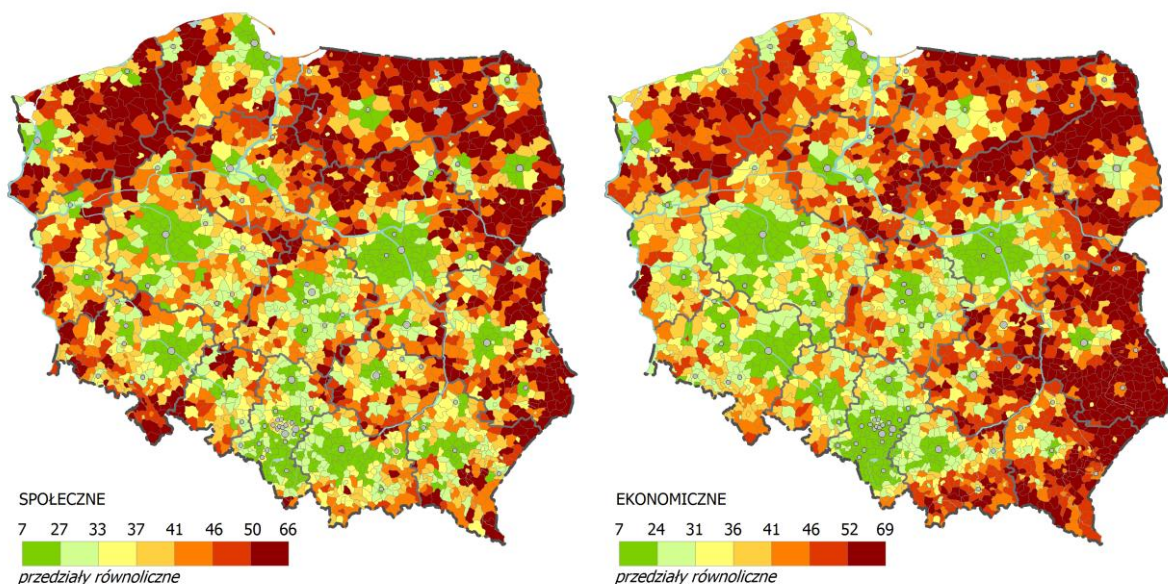 SPOŁECZNE
7 27 33 37 41 46 50 66
przedziały równoliczne
EKONOMICZNE
7 24 31 36 41 46 52 69
przedziały równoliczne